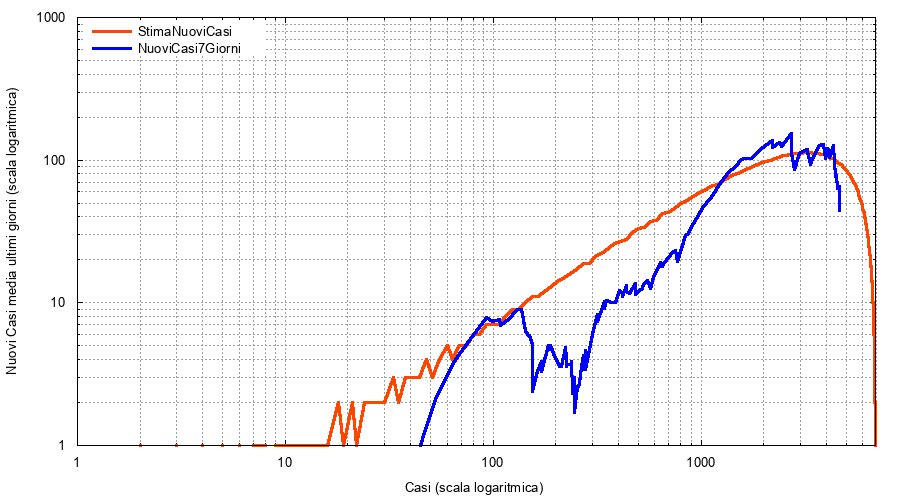 1000
StimaNuoviCasi
NuoviCasi7Giorni
100
10
1
Nuovi Casi media ultimi giorni (scala logaritmica)
1 10 100 1000
Casi (scala logaritmica)